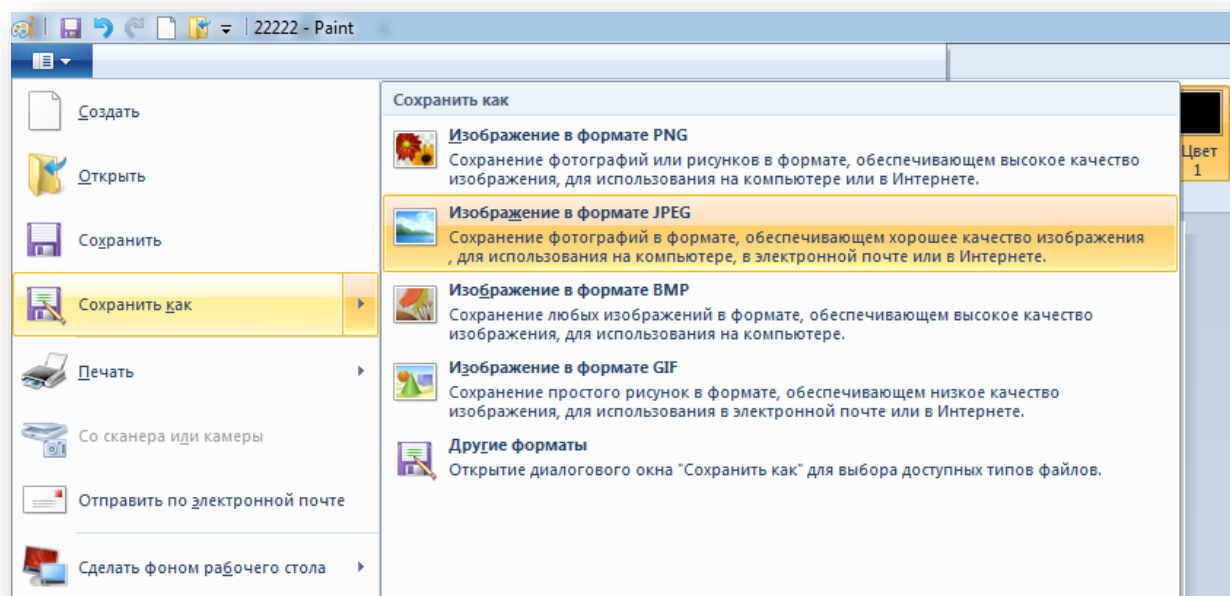 22222 - Paint
Создать
Открыть
Сохранить
Сохранить как
Печать
Со сканера или камеры
Отправить по электронной почте
Сделать фоном рабочего стола
Сохранить как
Изображение в формате PNG
Сохранение фотографий или рисунков в формате, обеспечивающем высокое качество
изображения, для использования на компьютере или в Интернете.
Изображение в формате JPEG
Сохранение фотографий в формате, обеспечивающем хорошее качество изображения
, для использования на компьютере, в электронной почте или в Интернете.
Изображение в формате BMP
Сохранение любых изображений в формате, обеспечивающем высокое качество
изображения, для использования на компьютере.
Изображение в формате GIF
Сохранение простого рисунок в формате, обеспечивающем низкое качество
изображения, для использования в электронной почте или в Интернете.
Другие форматы
Открытие диалогового окна "Сохранить как" для выбора доступных типов файлов.
Цвет
1